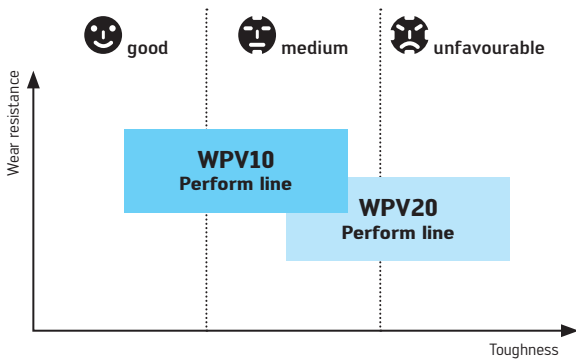 good
medium
unfavourable
Wear resistance
WPV10
Perform line
WPV20
Perform line
Toughness